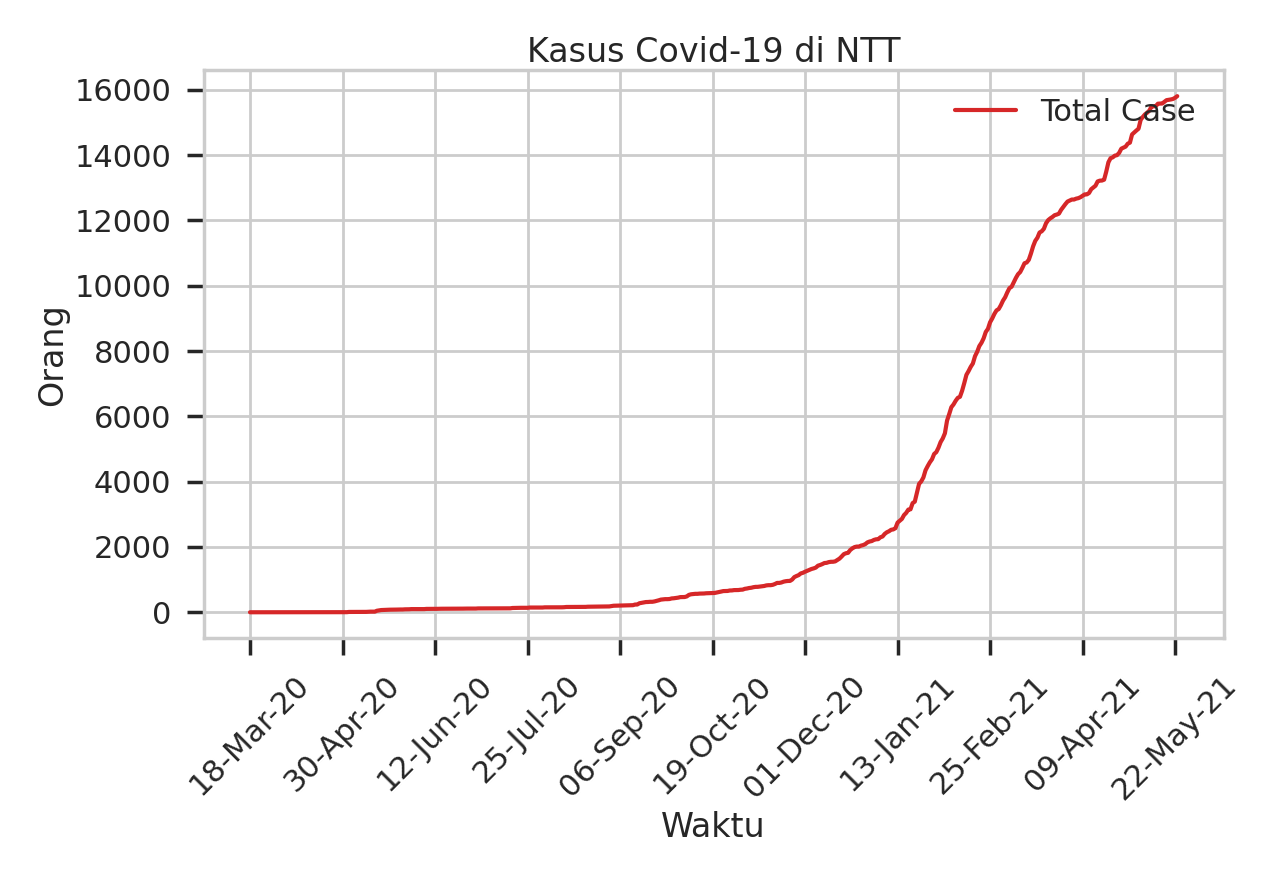 Kasus Covid-19 di NTT
Total Case
Orang
16000
14000
12000
10000
8000
6000
4000
2000
0
18-Mar-20
30-Apr-20
12-Jun-20
25-Jul-20
06-Sep-20
19-Oct-20
01-Dec-20
13-Jan-21
25-Feb-21
09-Apr-21
22-May-21
Waktu